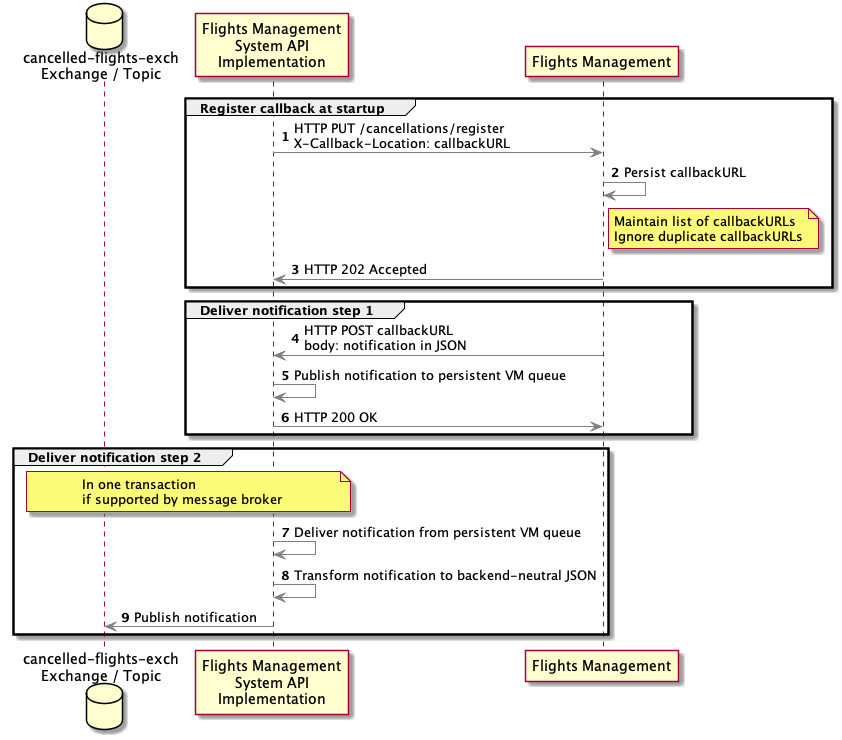 cancelled-flights-exch
Exchange / Topic
Flights Management
System API
Implementation
Flights Management
Register callback at startup
1 HTTP PUT /cancellations/register
X-Callback-Location: callbackURL
2 Persist callbackURL
Maintain list of callbackURLs
Ignore duplicate callbackURLs
3 HTTP 202 Accepted
Deliver notification step 1
4 HTTP POST callbackURL
body: notification in JSON
5 Publish notification to persistent VM queue
6 HTTP 200 OK
Deliver notification step 2
In one transaction
if supported by message broker
7 Deliver notification from persistent VM queue
8 Transform notification to backend-neutral JSON
9 Publish notification
cancelled-flights-exch
Exchange / Topic
Flights Management
System API
Implementation
Flights Management